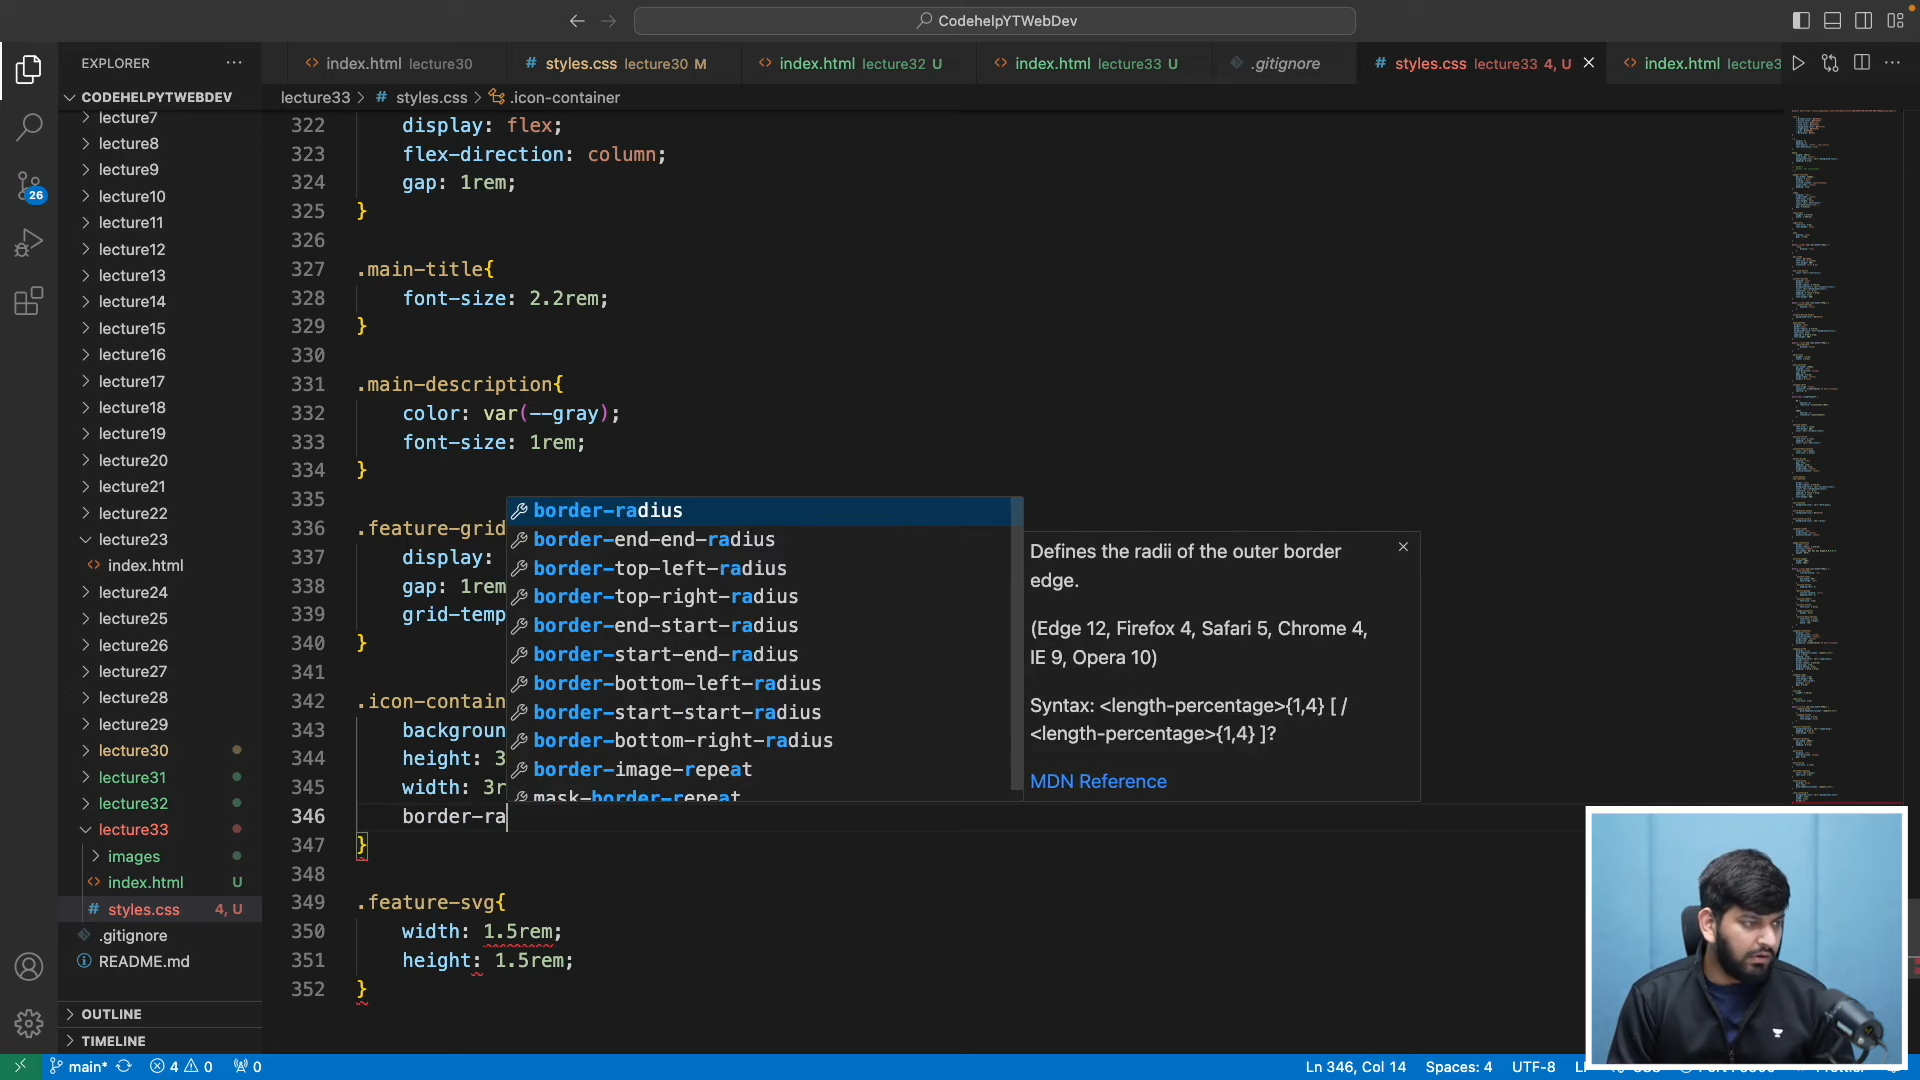 CodehelpYTWebDev
EXPLORER
index.html lecture30
styles.css lecture30 M
index.html lecture32 U
index.html lecture33 U
.gitignore
styles.css lecture33 4, U
index.html lecture3
CODEHELPYTWEBDEV
lecture33 > styles.css > .icon-container
lecture7
lecture8
lecture9
lecture10
lecture11
lecture12
lecture13
lecture14
lecture15
lecture16
lecture17
lecture18
lecture19
lecture20
lecture21
lecture22
lecture23
index.html
lecture24
lecture25
lecture26
lecture27
lecture28
lecture29
lecture30
lecture31
lecture32
lecture33
images
index.html U
styles.css 4, U
.gitignore
README.md
OUTLINE
TIMELINE
322 display: flex;
323 flex-direction: column;
324 gap: 1rem;
325 }
326
327 .main-title{
328 font-size: 2.2rem;
329 }
330
331 .main-description{
332 color: var(--gray);
333 font-size: 1rem;
334 }
335
336 .feature-grid
337 display:
338 gap: 1rem
339 grid-temp
340 }
341
342 .icon-contain
343 backgroun
344 height: 3
345 width: 3r
346 border-ra
347 }
348
349 .feature-svg{
350 width: 1.5rem;
351 height: 1.5rem;
352 }
border-radius
border-end-end-radius
border-top-left-radius
border-top-right-radius
border-end-start-radius
border-start-end-radius
border-bottom-left-radius
border-start-start-radius
border-bottom-right-radius
border-image-repeat
mask-border-repeat
Defines the radii of the outer border
edge.
(Edge 12, Firefox 4, Safari 5, Chrome 4,
IE 9, Opera 10)
Syntax: <length-percentage>{1,4} [ /
<length-percentage>{1,4} ]?
MDN Reference
26
main* 4 0 0
Ln 346, Col 14 Spaces: 4 UTF-8